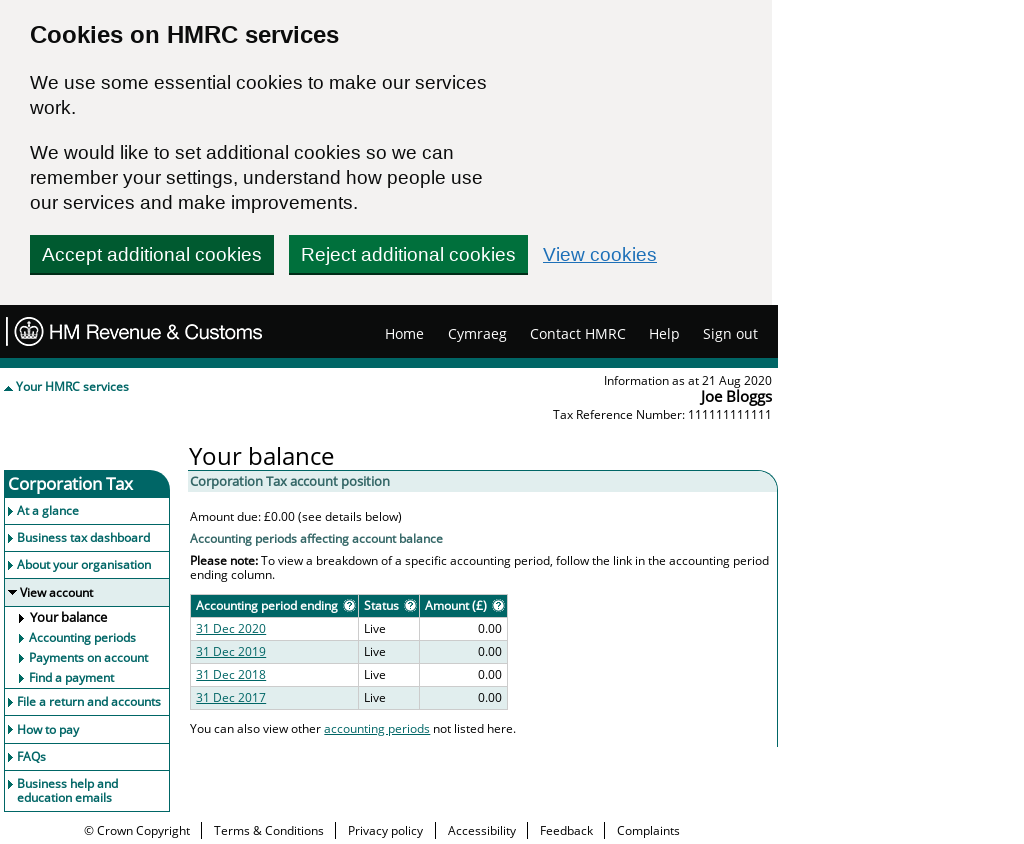 Cookies on HMRC services
We use some essential cookies to make our services
work.
We would like to set additional cookies so we can
remember your settings, understand how people use
our services and make improvements.
Accept additional cookies Reject additional cookies View cookies
HM Revenue & Customs Home Cymraeg Contact HMRC Help Sign out
Your HMRC services
Information as at 21 Aug 2020
Joe Bloggs
Tax Reference Number: 111111111111
Your balance
Corporation Tax
At a glance
Business tax dashboard
About your organisation
View account
Your balance
Accounting periods
Payments on account
Find a payment
File a return and accounts
How to pay
FAQs
Business help and
education emails
Corporation Tax account position
Amount due: £0.00 (see details below)
Accounting periods affecting account balance
Please note: To view a breakdown of a specific accounting period, follow the link in the accounting period
ending column.
Accounting period ending ? Status ? Amount (£) ?
31 Dec 2020 Live 0.00
31 Dec 2019 Live 0.00
31 Dec 2018 Live 0.00
31 Dec 2017 Live 0.00
You can also view other accounting periods not listed here.
© Crown Copyright Terms & Conditions Privacy policy Accessibility Feedback Complaints